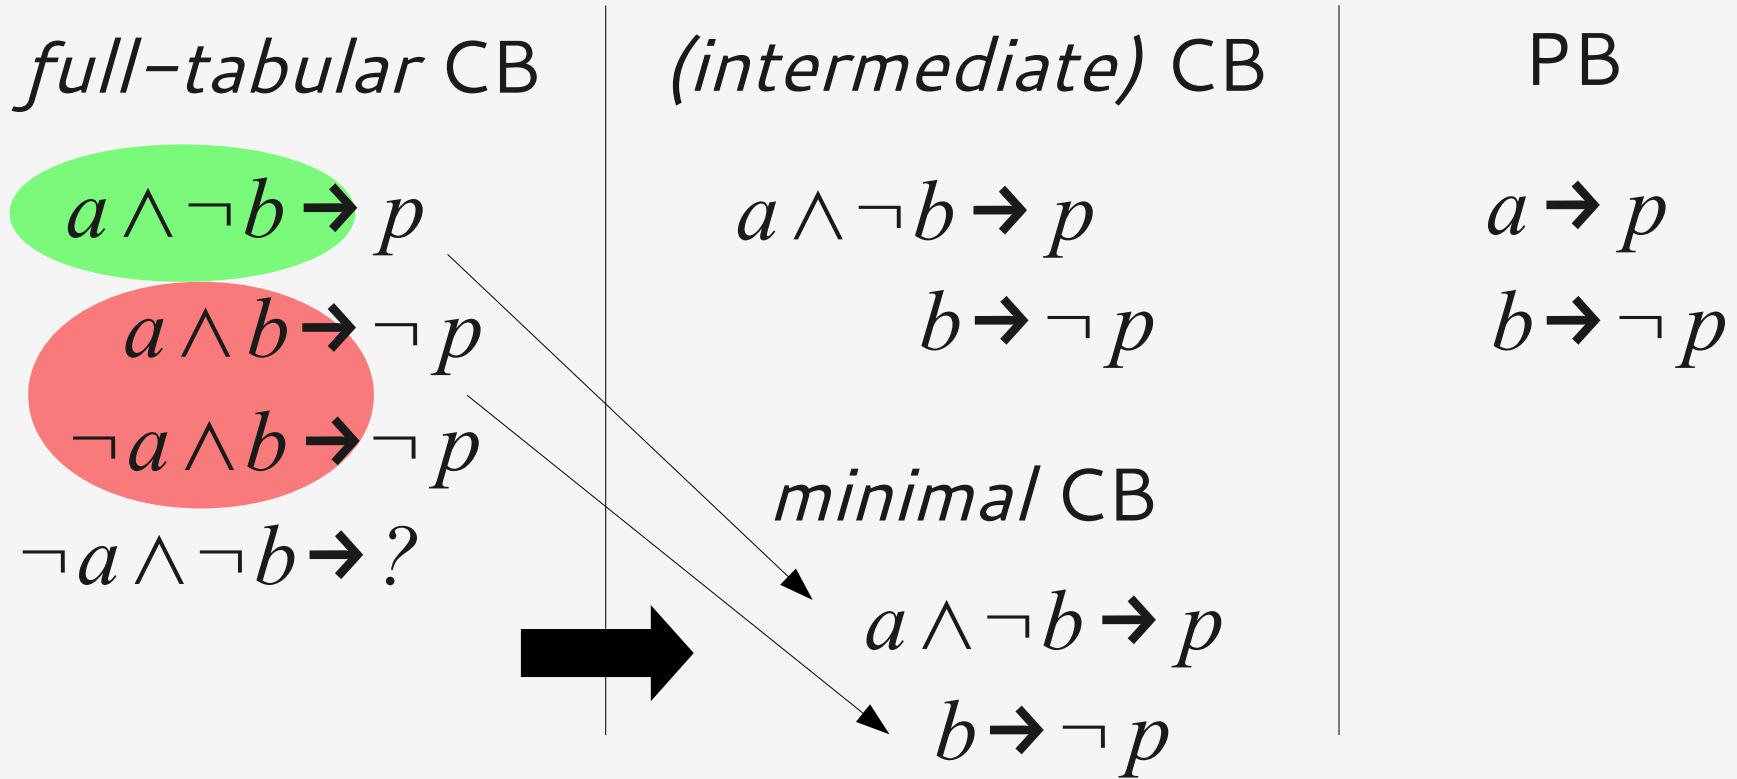 full-tabular CB
a ∧ ¬b → p
a ∧ b → ¬p
¬a ∧ b → ¬p
¬a ∧ ¬b → ?
(intermediate) CB
a ∧ ¬b → p
b → ¬p
minimal CB
a ∧ ¬b → p
b → ¬p
PB
a → p
b → ¬p